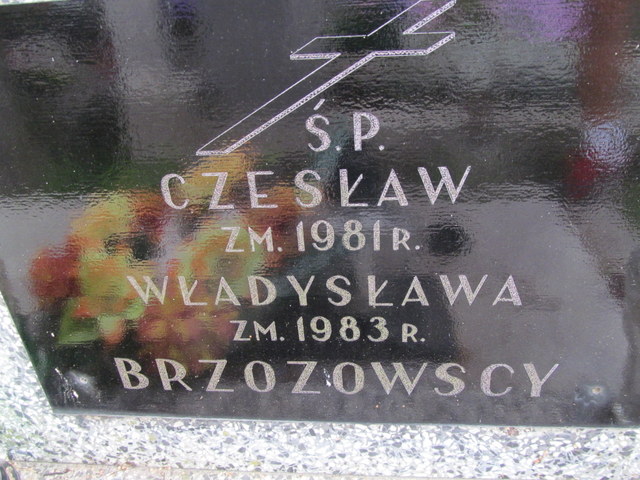 Ś.P.
CZESŁAW
ZM. 1981 R.
WŁADYSŁAWA
ZM. 1983 R.
BRZOZOWSCY